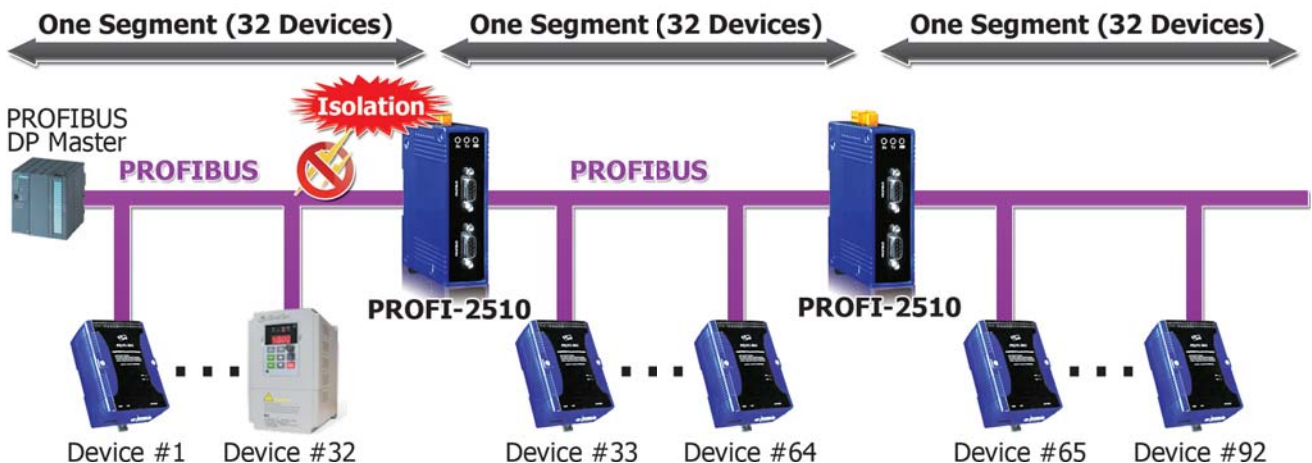 One Segment (32 Devices)
One Segment (32 Devices)
One Segment (32 Devices)
Isolation
PROFIBUS
DP Master
PROFIBUS
PROFIBUS
PROFI-2510
PROFI-2510
Device #1
Device #32
Device #33
Device #64
Device #65
Device #92